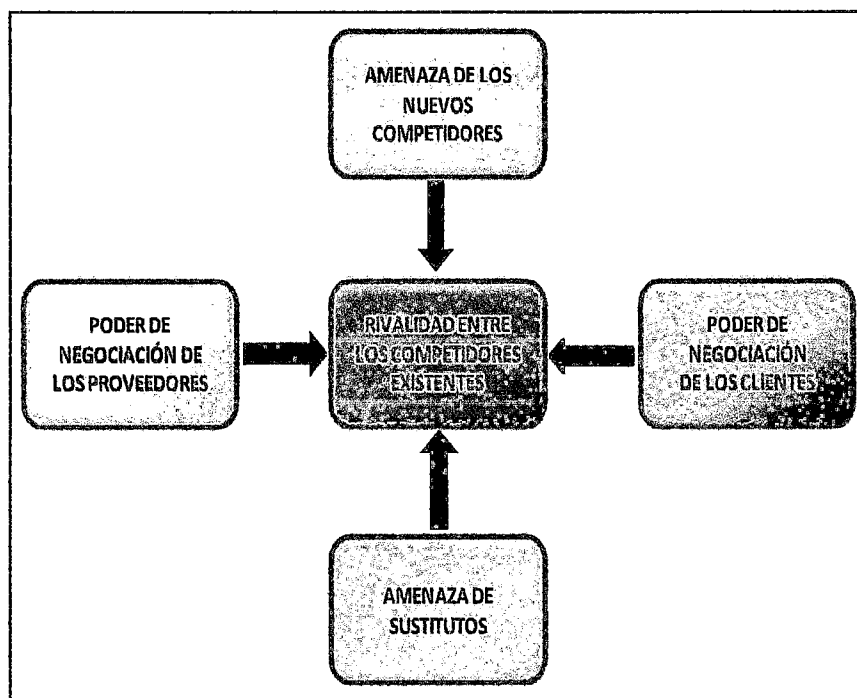 AMENAZA DE LOS
NUEVOS
COMPETIDORES
PODER DE
NEGOCIACIÓN DE
LOS PROVEEDORES
RIVALIDAD ENTRE
LOS COMPETIDORES
EXISTENTES
PODER DE
NEGOCIACIÓN
DE LOS CLIENTES
AMENAZA DE
SUSTITUTOS